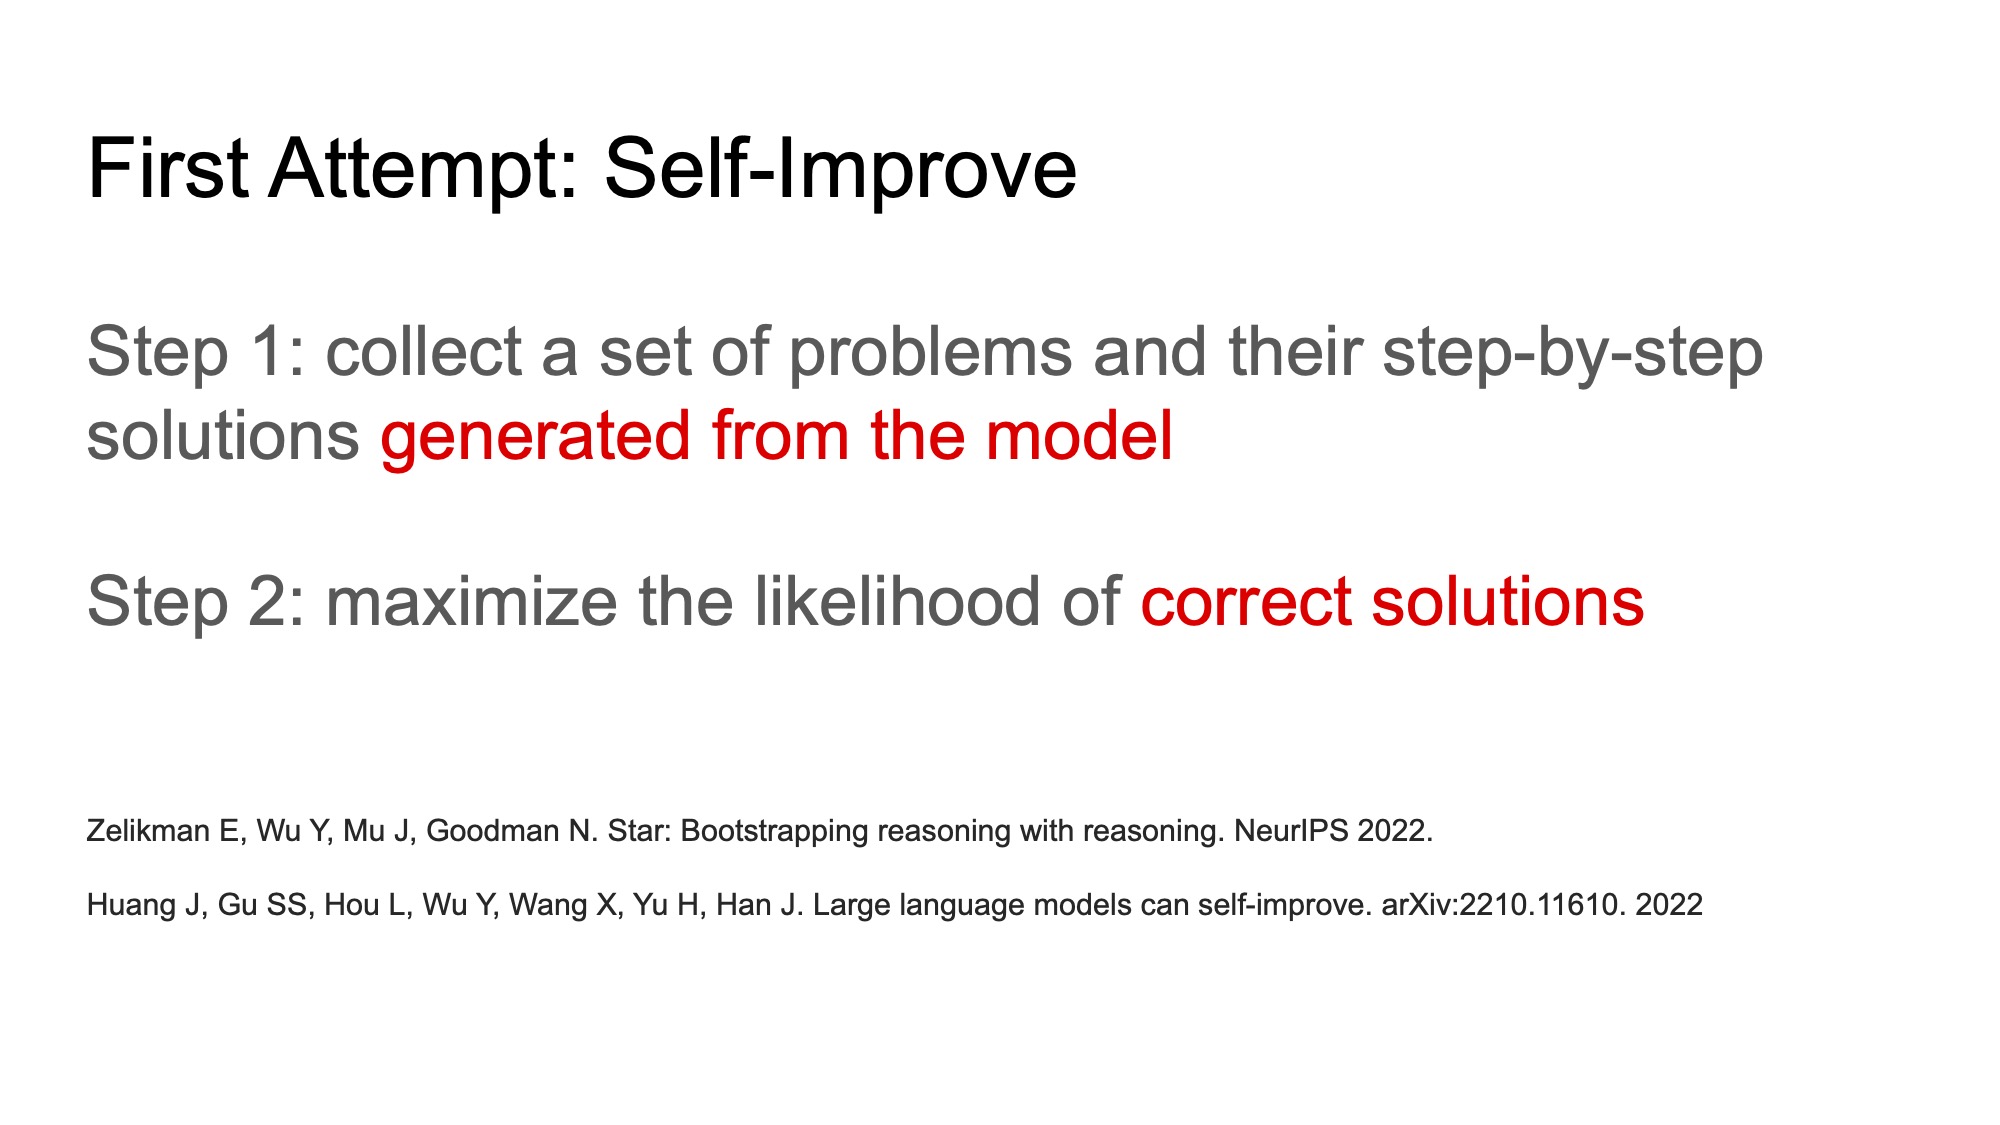 First Attempt: Self-Improve
Step 1: collect a set of problems and their step-by-step
solutions generated from the model
Step 2: maximize the likelihood of correct solutions
Zelikman E, Wu Y, Mu J, Goodman N. Star: Bootstrapping reasoning with reasoning. NeurIPS 2022.
Huang J, Gu SS, Hou L, Wu Y, Wang X, Yu H, Han J. Large language models can self-improve. arXiv:2210.11610. 2022